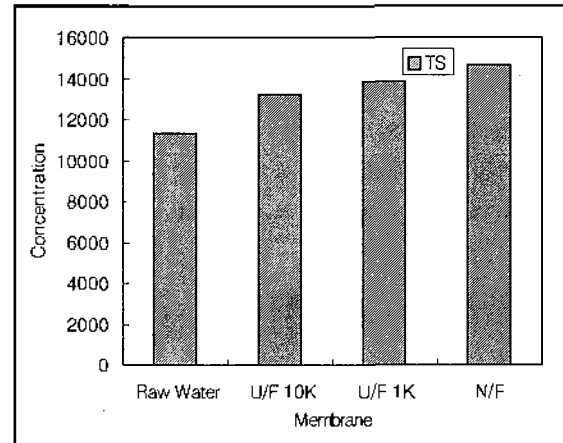 16000
14000
12000
10000
8000
6000
4000
2000
0
Concentration
TS
Raw Water
U/F 10K
U/F 1K
N/F
Membrane